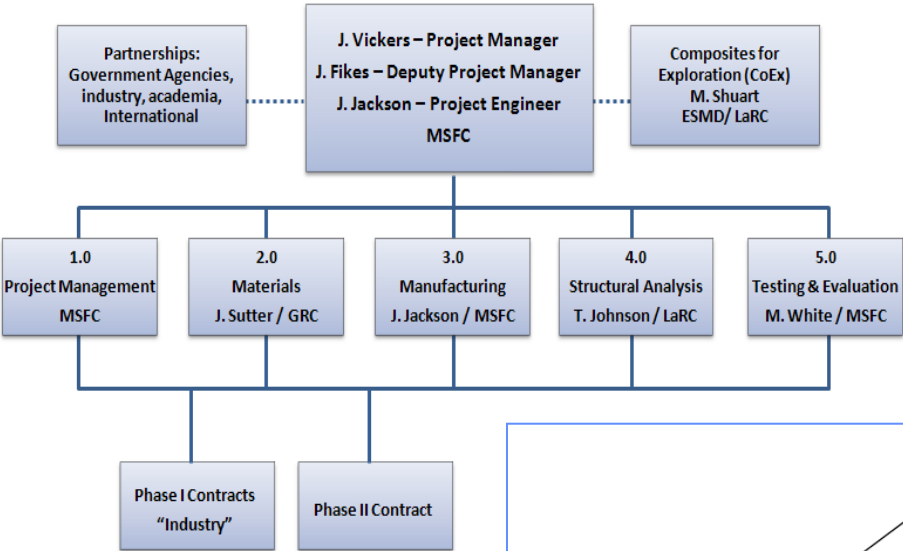 Partnerships:
Government Agencies,
industry, academia,
International
J. Vickers – Project Manager
J. Fikes – Deputy Project Manager
J. Jackson – Project Engineer
MSFC
Composites for
Exploration (CoEx)
M. Shuart
ESMD/ LaRC
1.0
Project Management
MSFC
2.0
Materials
J. Sutter / GRC
3.0
Manufacturing
J. Jackson / MSFC
4.0
Structural Analysis
T. Johnson / LaRC
5.0
Testing & Evaluation
M. White / MSFC
Phase I Contracts
“Industry”
Phase II Contract